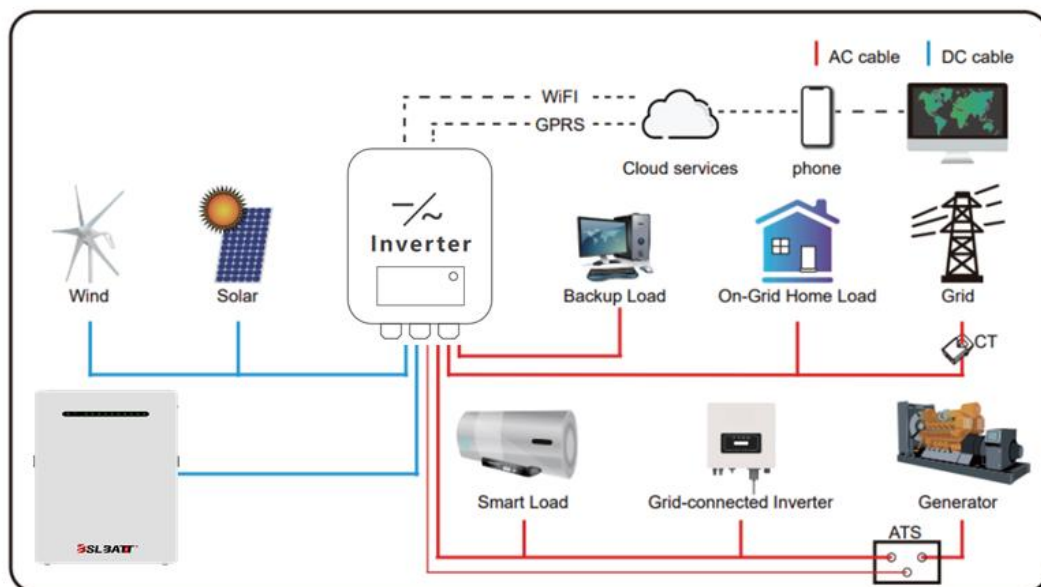 AC cable
DC cable
WiFI
GPRS
Cloud services
phone
Inverter
Wind
Solar
Backup Load
On-Grid Home Load
Grid
CT
BSLBATT
Smart Load
Grid-connected Inverter
Generator
ATS